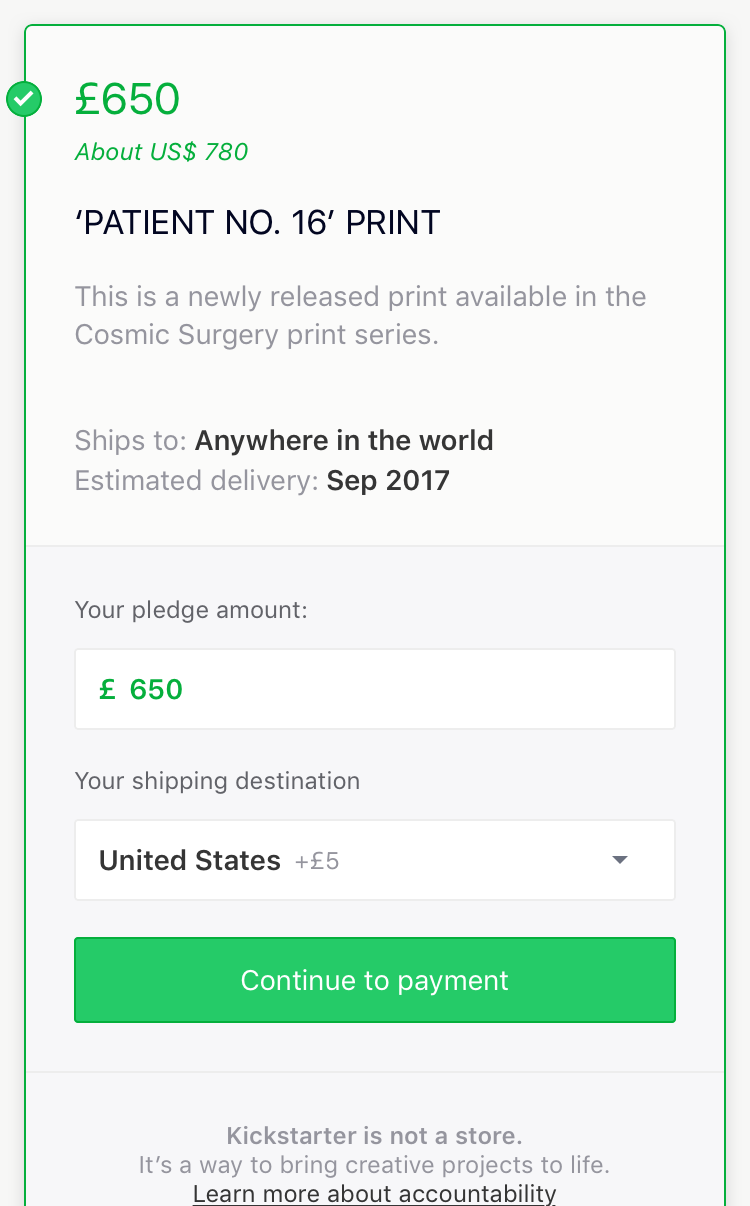 £650
About US$ 780
‘PATIENT NO. 16’ PRINT
This is a newly released print available in the
Cosmic Surgery print series.
Ships to: Anywhere in the world
Estimated delivery: Sep 2017
Your pledge amount:
£ 650
Your shipping destination
United States +£5
Continue to payment
Kickstarter is not a store.
It’s a way to bring creative projects to life.
Learn more about accountability